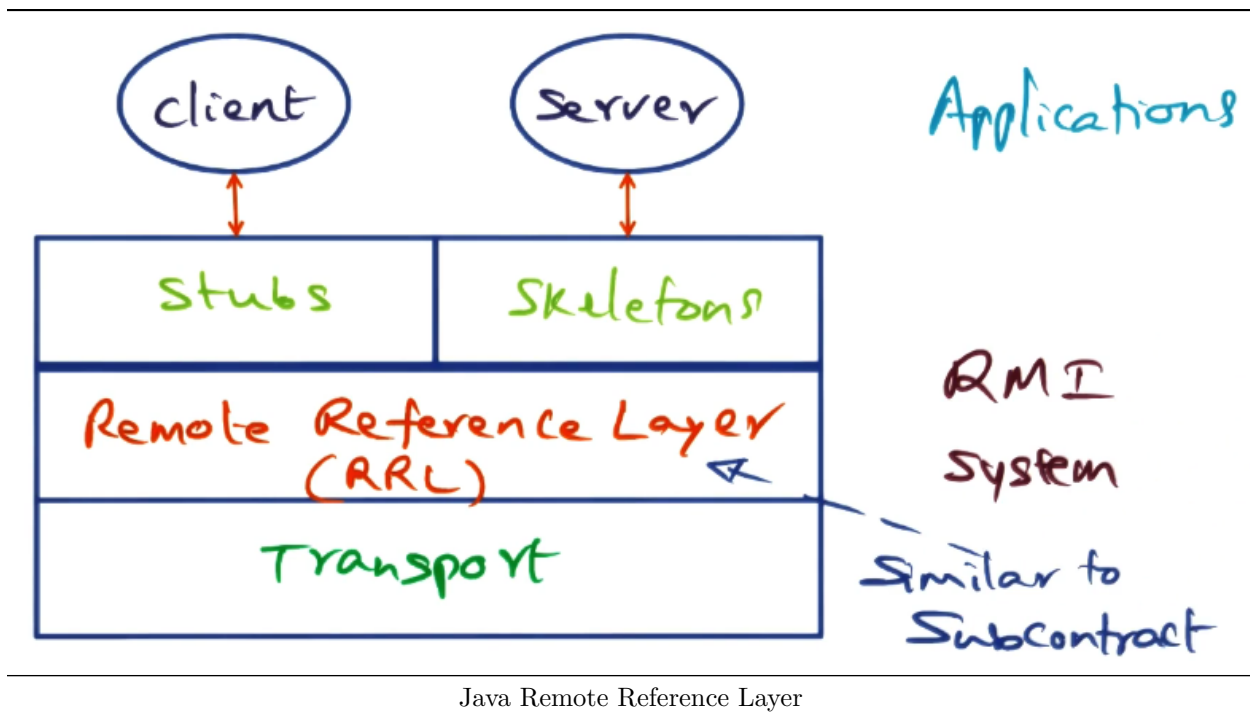 client
Server
Applications
Stubs
Skeletons
RMI
System
Remote Reference Layer
(RRL)
Transport
Similar to
Subcontract
Java Remote Reference Layer